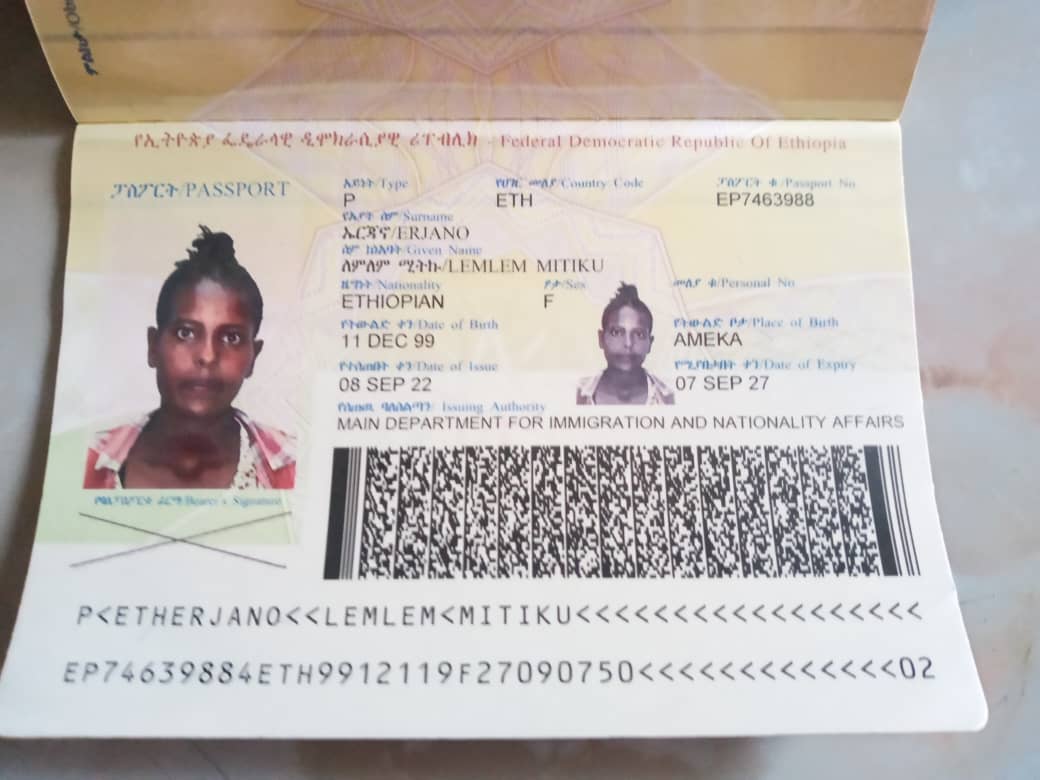 የኢትዮጵያ ፌዴራላዊ ዲሞክራሲያዊ ሪፐብሊክ - Federal Democratic Republic Of Ethiopia
ፓስፖርት/PASSPORT
አይነት/Type
የሀገር መለያ/Country Code
ፓስፖርት ቁ/Passport No
P
ETH
EP7463988
የአያት ስም/Surname
ኤርጃኖ/ERJANO
ስም ከነአባት/Given Name
ለምለም ሚትኩ/LEMLEM MITIKU
ዜግነት/Nationality
ፆታ/Sex
መለያ ቁ/Personal No
ETHIOPIAN
F
የትውልድ ቀን/Date of Birth
የትውልድ ቦታ/Place of Birth
11 DEC 99
AMEKA
የተሰጠበት ቀን/Date of Issue
የሚያበቃበት ቀን/Date of Expiry
08 SEP 22
07 SEP 27
የሰጠዉ ባለስልጣን/ Issuing Authority
MAIN DEPARTMENT FOR IMMIGRATION AND NATIONALITY AFFAIRS
የባለፓስፖርት ፊርማ/Bearer's Signature
P<ETHERJANO<<LEMLEM<MITIKU<<<<<<<<<<<<<<<<<<
EP74639884ETH9912119F27090750<<<<<<<<<<<<<02